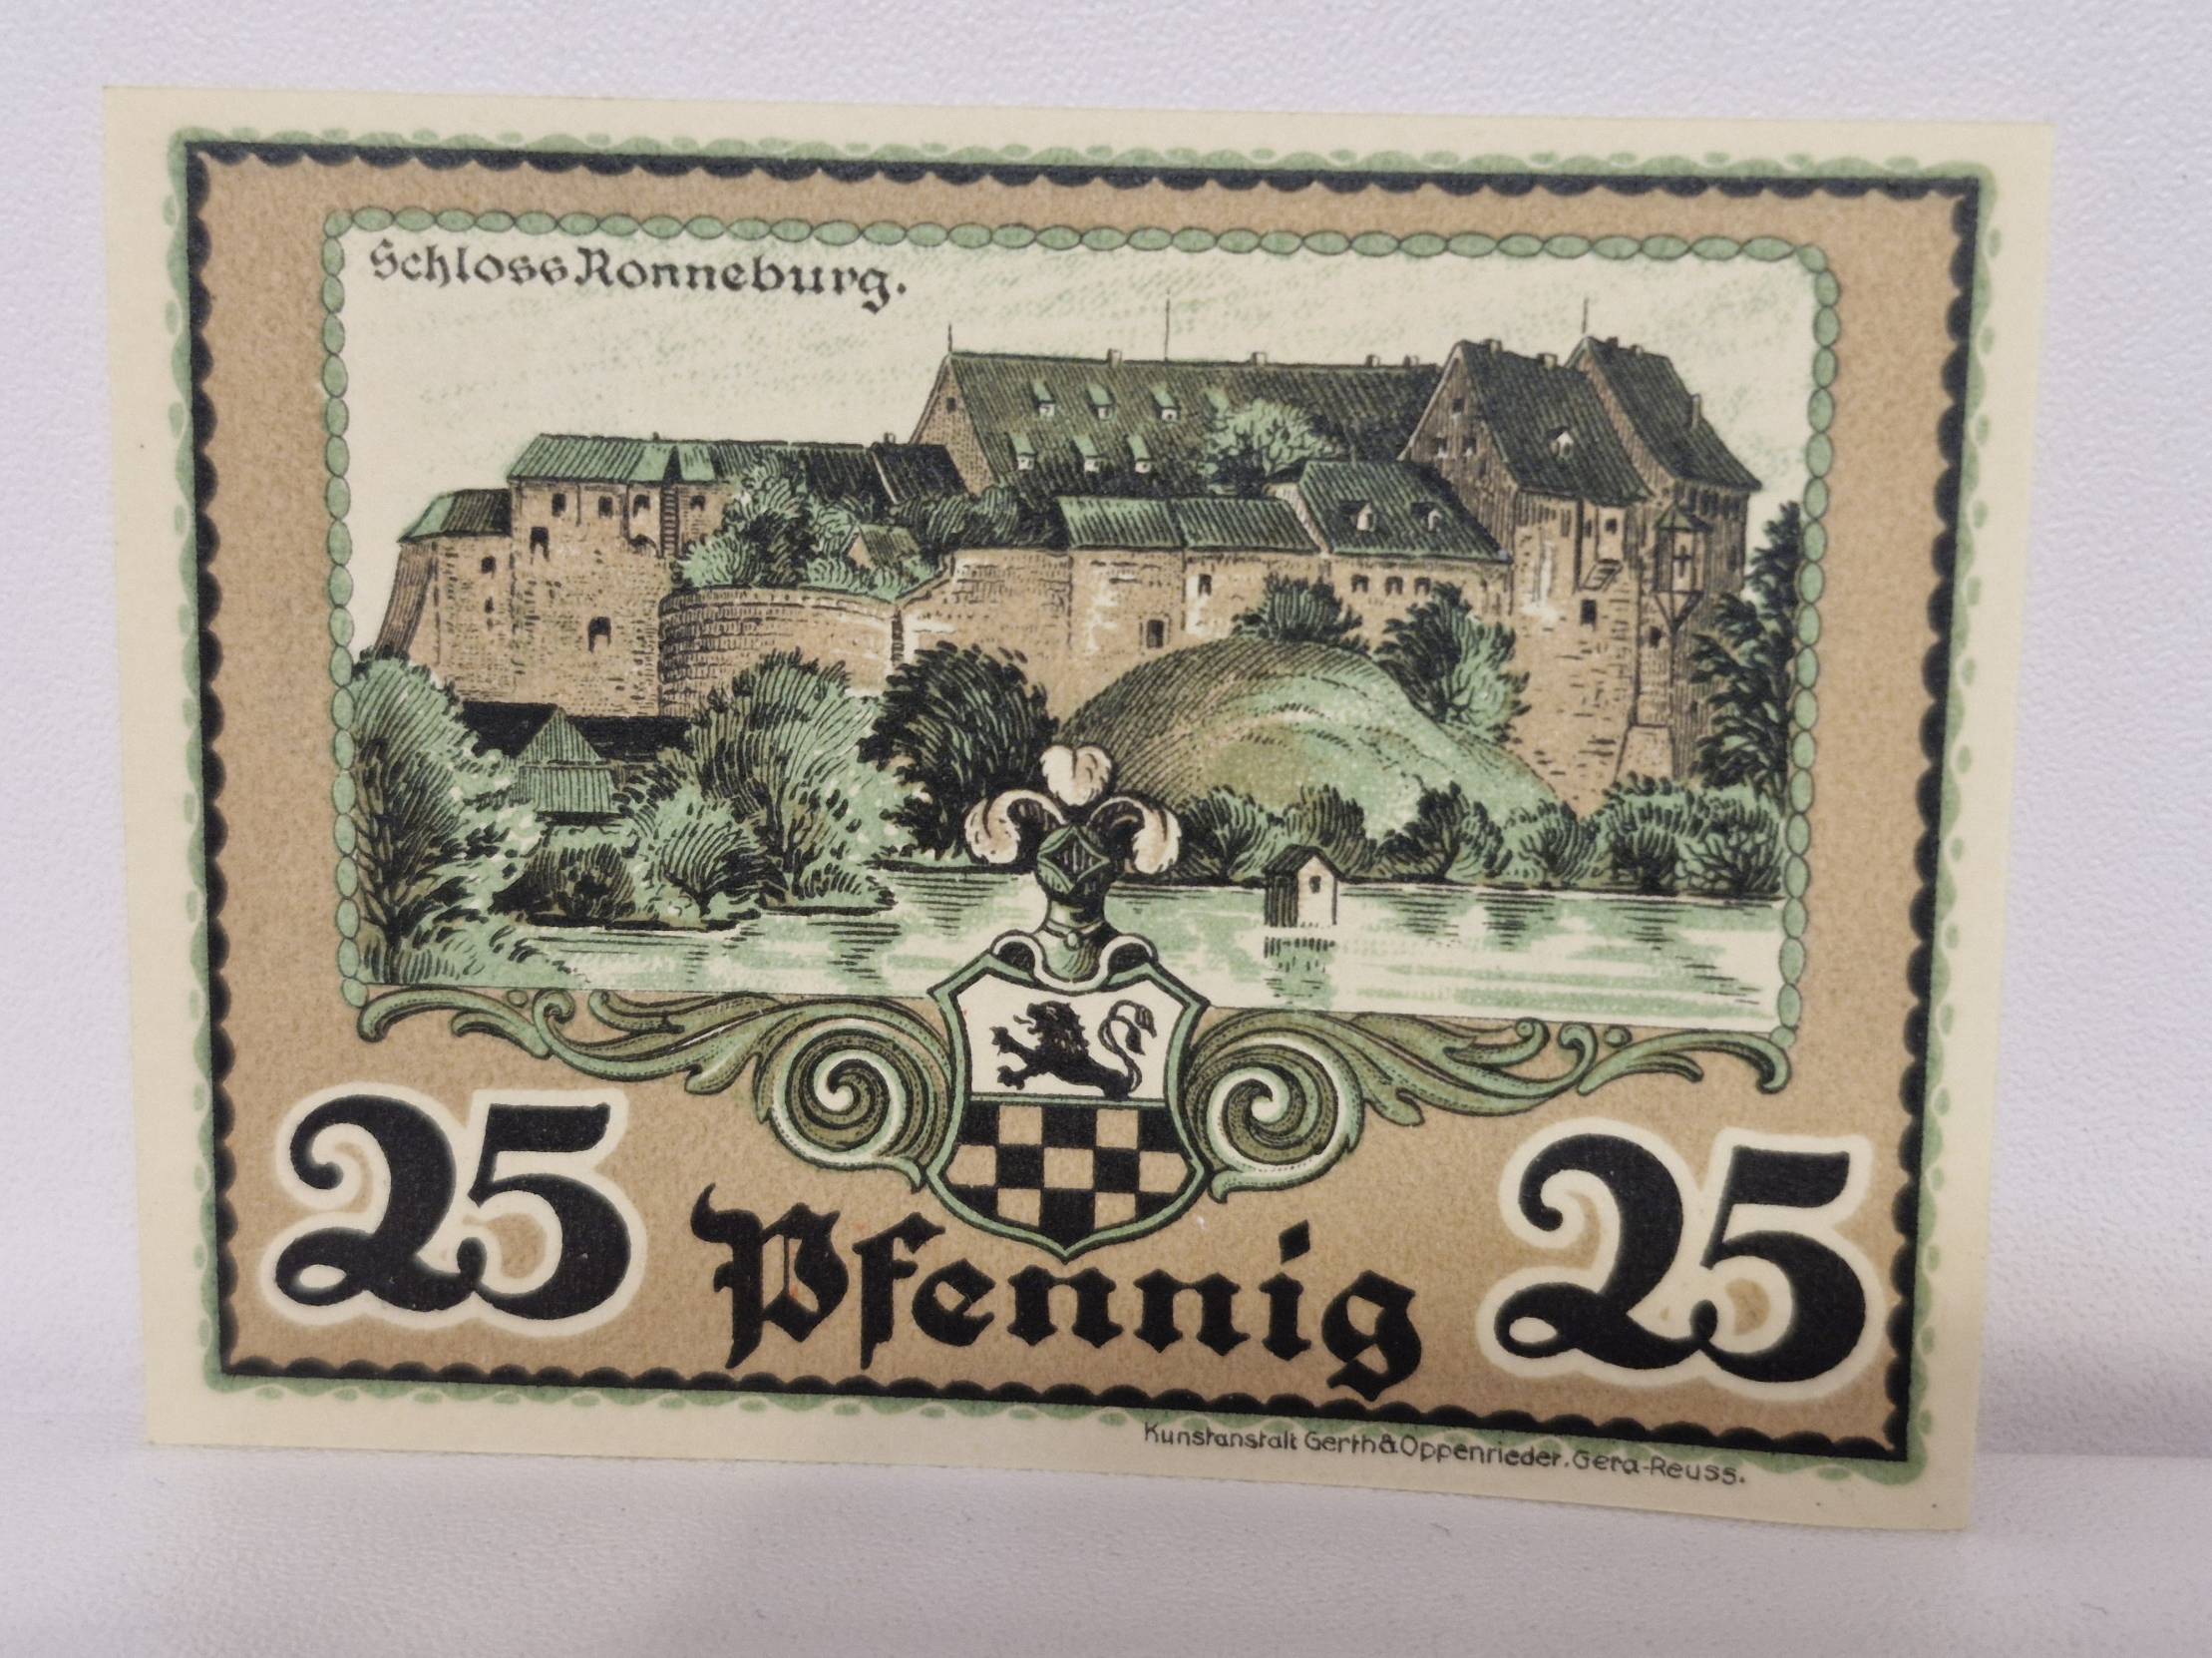 Schloss Ronneburg.
25 Pfennig 25
Kunstanstalt Gerth & Oppenrieder, Gera-Reuss.